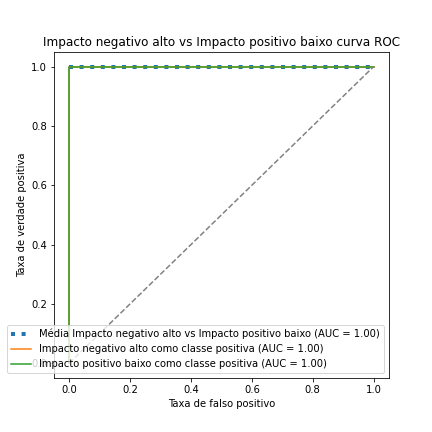 Impacto negativo alto vs Impacto positivo baixo curva ROC
1.0
0.8
0.6
0.4
0.2
0.0
Taxa de verdade positiva
Média Impacto negativo alto vs Impacto positivo baixo (AUC = 1.00)
Impacto negativo alto como classe positiva (AUC = 1.00)
Impacto positivo baixo como classe positiva (AUC = 1.00)
0.0 0.2 0.4 0.6 0.8 1.0
Taxa de falso positivo